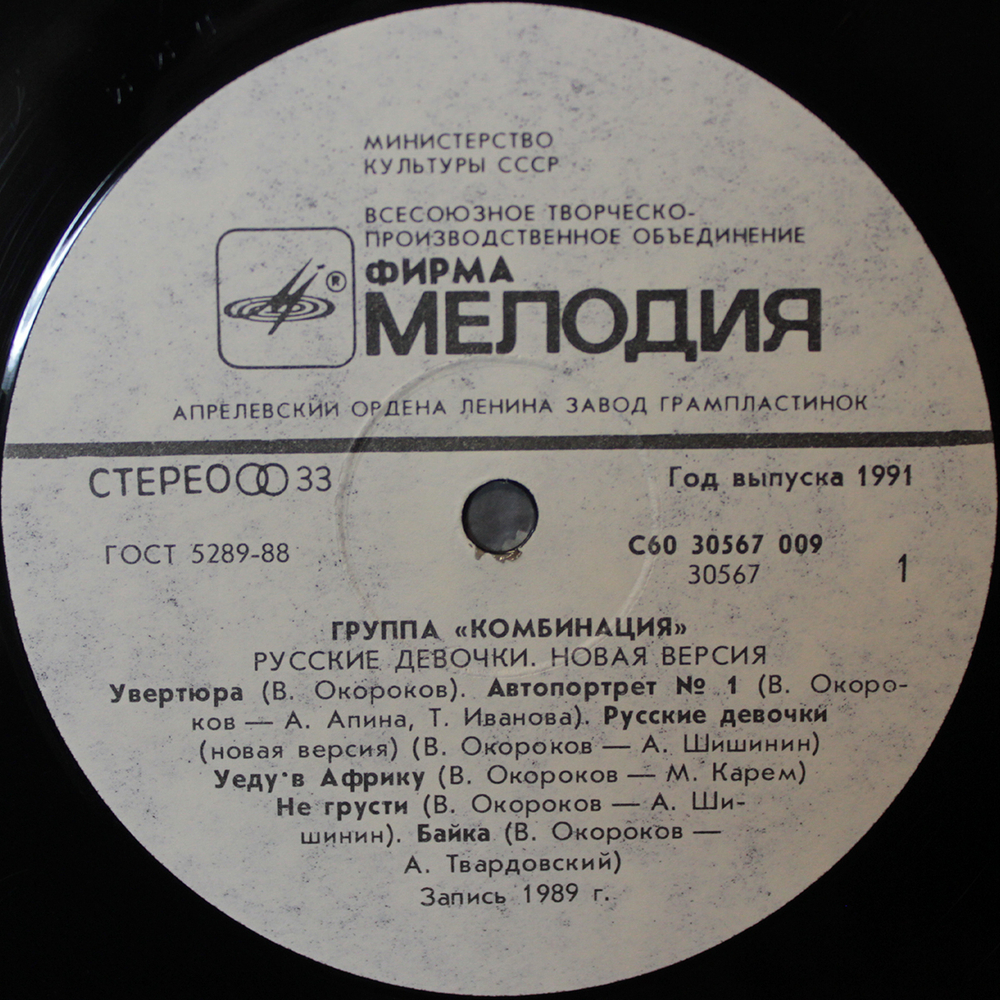 МИНИСТЕРСТВО
КУЛЬТУРЫ СССР
ВСЕСОЮЗНОЕ ТВОРЧЕСКО-
ПРОИЗВОДСТВЕННОЕ ОБЪЕДИНЕНИЕ
ФИРМА
МЕЛОДИЯ
®
АПРЕЛЕВСКИЙ ОРДЕНА ЛЕНИНА ЗАВОД ГРАМПЛАСТИНОК
СТЕРЕО 33
Год выпуска 1991
ГОСТ 5289-88
С60 30567 009
30567
1
ГРУППА «КОМБИНАЦИЯ»
РУССКИЕ ДЕВОЧКИ. НОВАЯ ВЕРСИЯ
Увертюра (В. Окороков). Автопортрет № 1 (В. Окоро-
ков — А. Апина, Т. Иванова). Русские девочки
(новая версия) (В. Окороков — А. Шишинин)
Уеду в Африку (В. Окороков — М. Карем)
Не грусти (В. Окороков — А. Ши-
шинин). Байка (В. Окороков —
А. Твардовский)
Запись 1989 г.